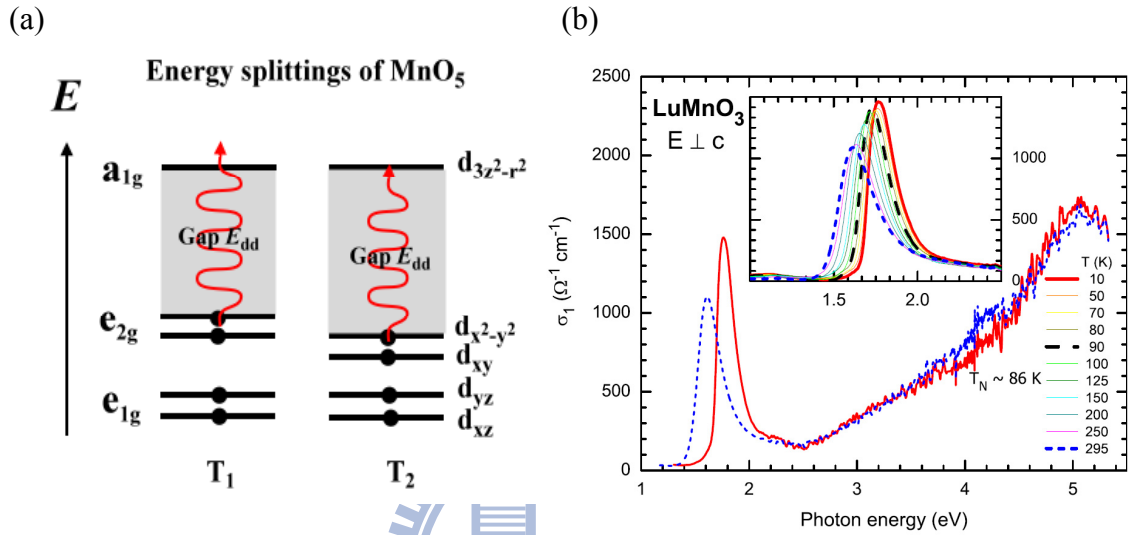 (a)
Energy splittings of MnO5
E
a1g
d3z²-r²
Gap Edd
Gap Edd
e2g
dx²-y²
dxy
e1g
dyz
dxz
T1
T2
(b)
2500
2000
1500
1000
500
0
σ1 (Ω-1 cm-1)
LuMnO3
E ⊥ c
1000
500
0
1.5
2.0
T (K)
10
50
70
80
90
100
125
150
200
250
295
TN ~ 86 K
1
2
3
4
5
Photon energy (eV)